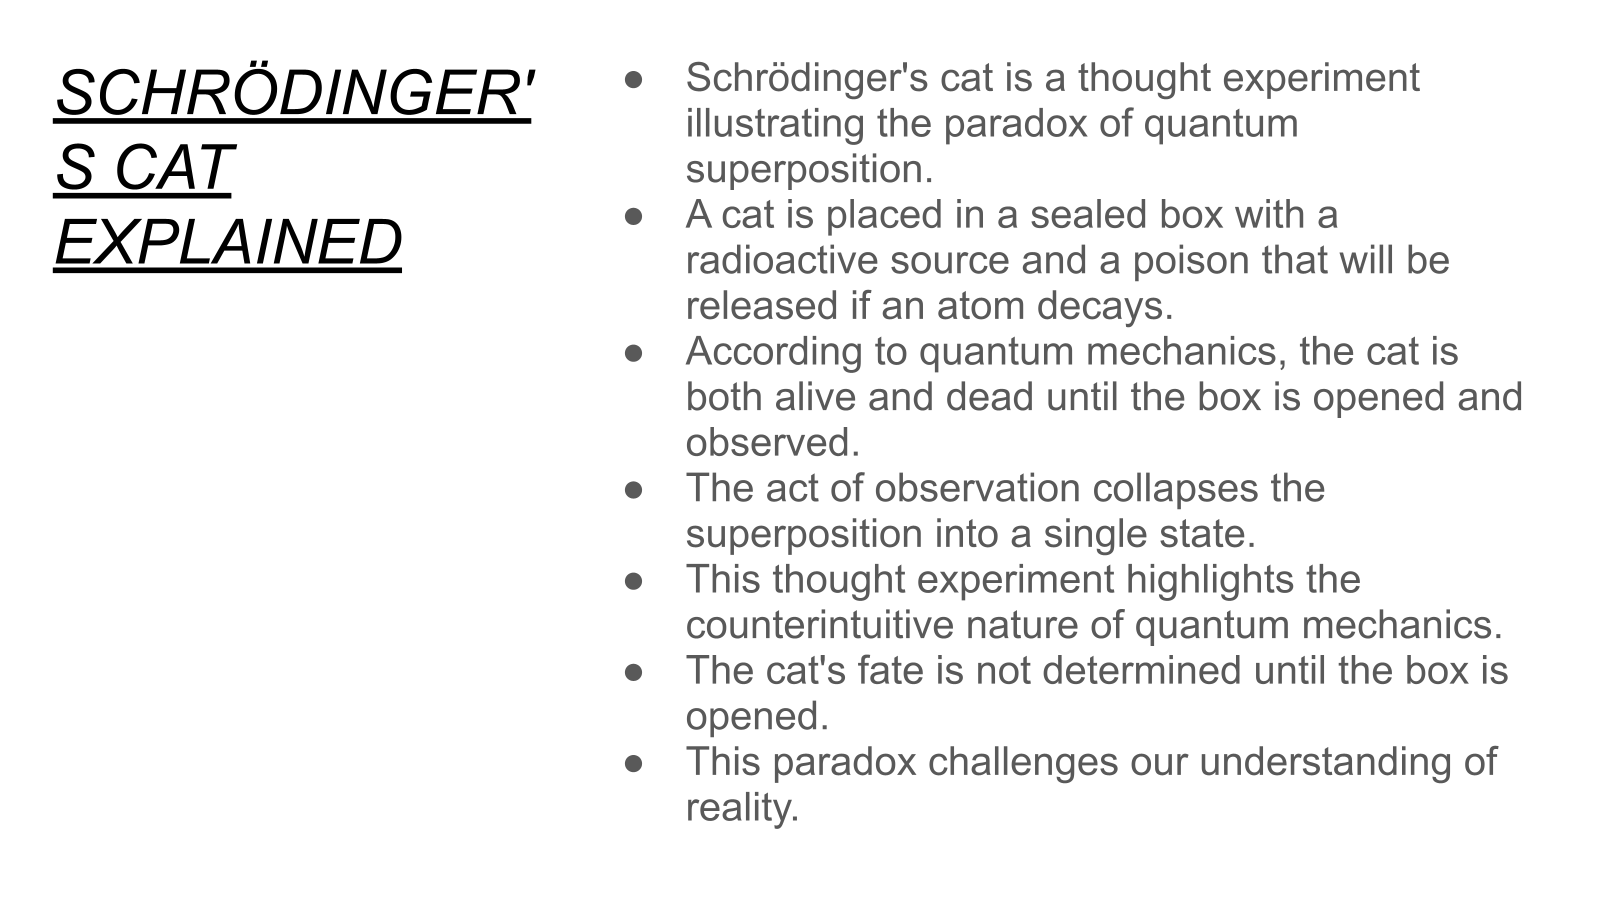 SCHRÖDINGER'
S CAT
EXPLAINED
● Schrödinger's cat is a thought experiment
illustrating the paradox of quantum
superposition.
● A cat is placed in a sealed box with a
radioactive source and a poison that will be
released if an atom decays.
● According to quantum mechanics, the cat is
both alive and dead until the box is opened and
observed.
● The act of observation collapses the
superposition into a single state.
● This thought experiment highlights the
counterintuitive nature of quantum mechanics.
● The cat's fate is not determined until the box is
opened.
● This paradox challenges our understanding of
reality.